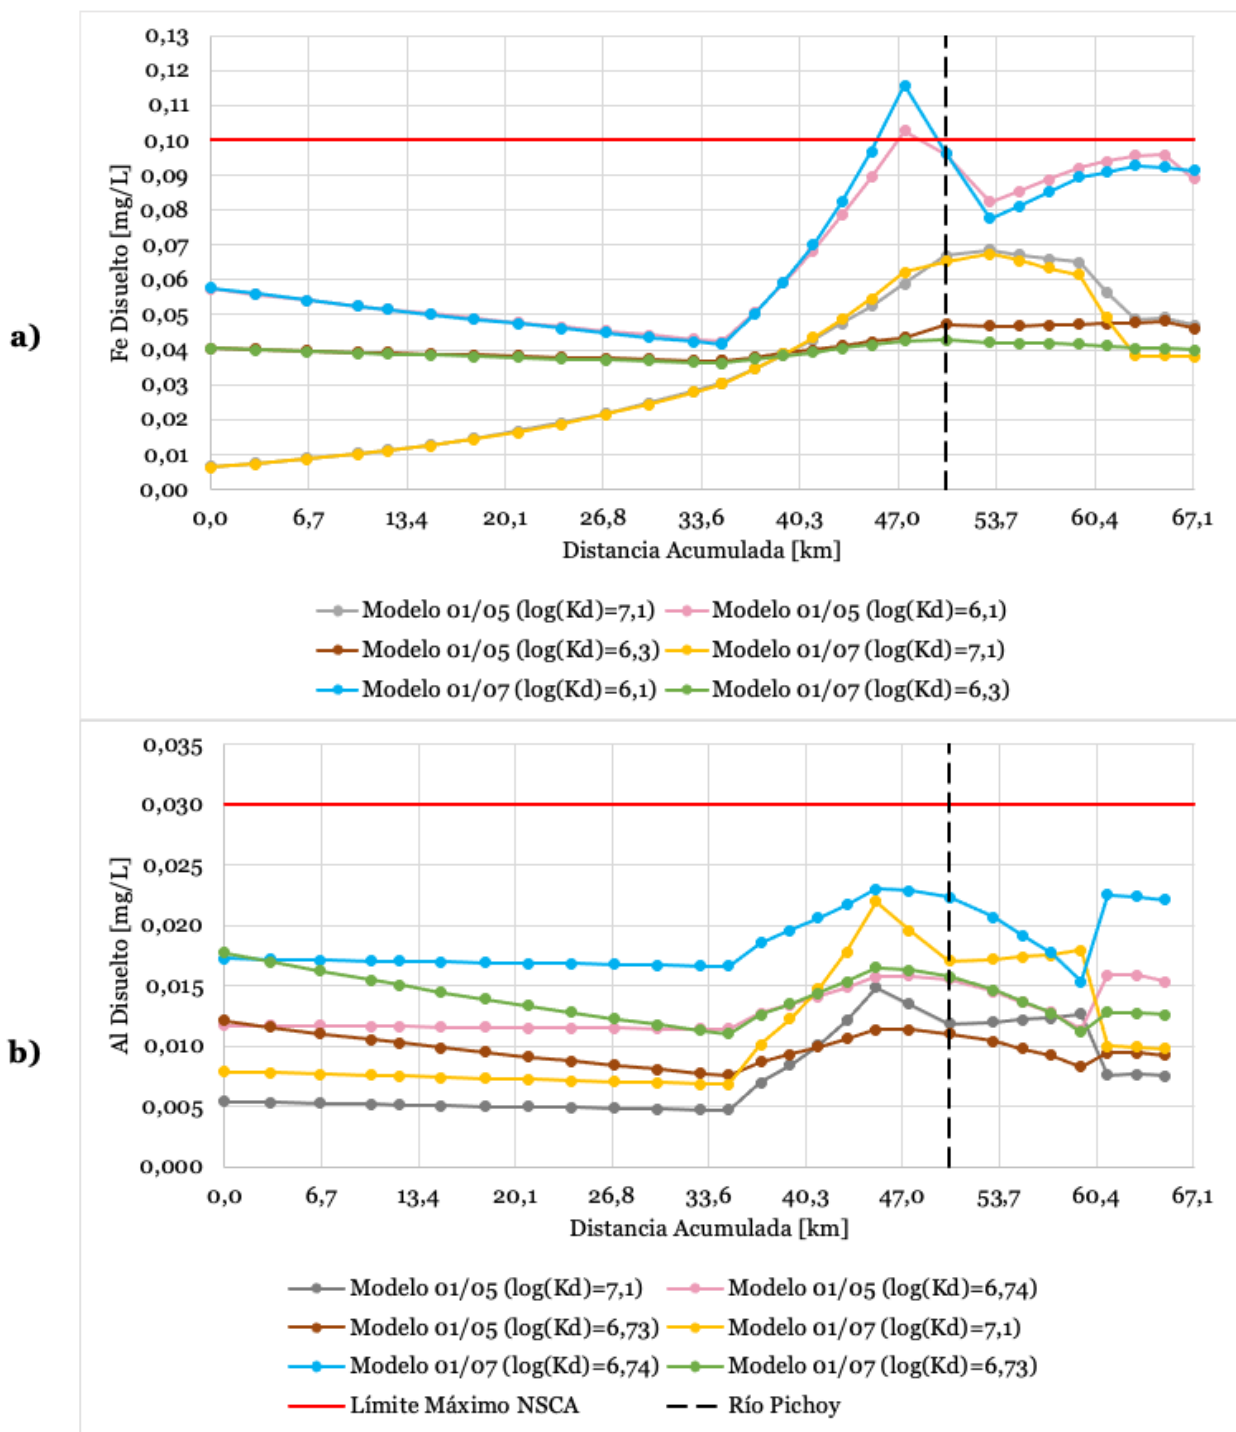 a)
Fe Disuelto [mg/L]
0,13
0,12
0,11
0,10
0,09
0,08
0,07
0,06
0,05
0,04
0,03
0,02
0,01
0,00
0,0 6,7 13,4 20,1 26,8 33,6 40,3 47,0 53,7 60,4 67,1
Distancia Acumulada [km]
Modelo 01/05 (log(Kd)=7,1) Modelo 01/05 (log(Kd)=6,1)
Modelo 01/05 (log(Kd)=6,3) Modelo 01/07 (log(Kd)=7,1)
Modelo 01/07 (log(Kd)=6,1) Modelo 01/07 (log(Kd)=6,3)
b)
Al Disuelto [mg/L]
0,035
0,030
0,025
0,020
0,015
0,010
0,005
0,000
0,0 6,7 13,4 20,1 26,8 33,6 40,3 47,0 53,7 60,4 67,1
Distancia Acumulada [km]
Modelo 01/05 (log(Kd)=7,1) Modelo 01/05 (log(Kd)=6,74)
Modelo 01/05 (log(Kd)=6,73) Modelo 01/07 (log(Kd)=7,1)
Modelo 01/07 (log(Kd)=6,74) Modelo 01/07 (log(Kd)=6,73)
Límite Máximo NSCA Río Pichoy